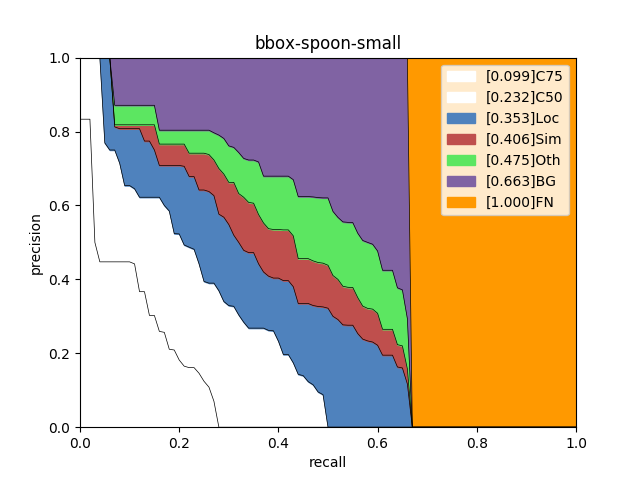 bbox-spoon-small
1.0
0.8
0.6
0.4
0.2
0.0
precision
0.0 0.2 0.4 0.6 0.8 1.0
recall
[0.099]C75
[0.232]C50
[0.353]Loc
[0.406]Sim
[0.475]Oth
[0.663]BG
[1.000]FN